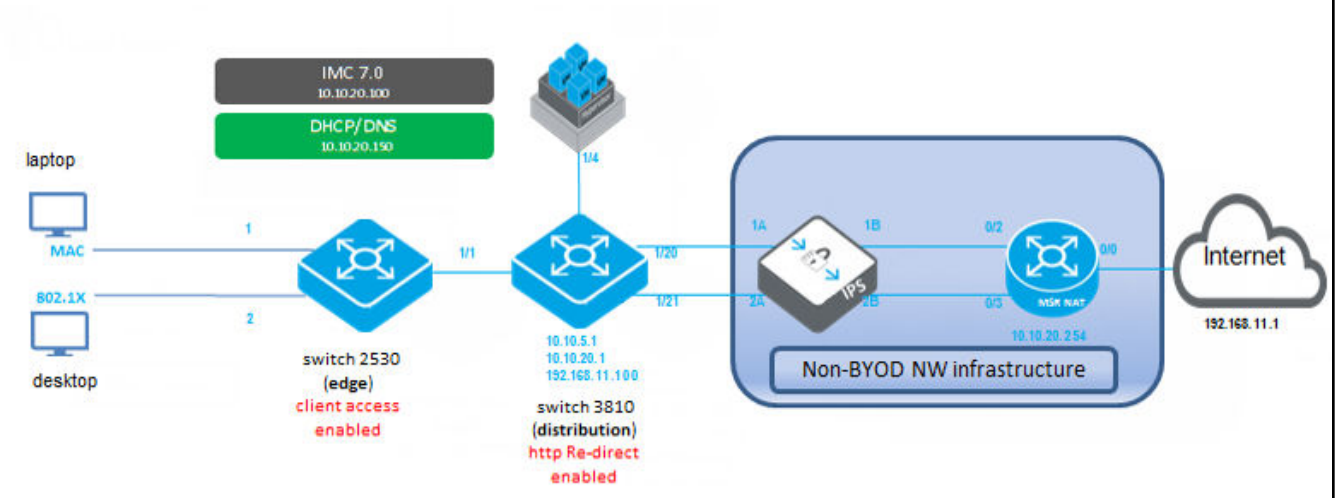 IMC 7.0
10.10.20.100
DHCP/DNS
10.10.20.150
laptop
MAC
1
802.1X
2
desktop
1/1
1/4
1/20
1/21
switch 2530
(edge)
client access
enabled
10.10.5.1
10.10.20.1
192.168.11.100
switch 3810
(distribution)
http Re-direct
enabled
1A
1B
2A
2B
IPS
0/2
0/3
0/0
MSR NAT
10.10.20.254
Non-BYOD NW infrastructure
Internet
192.168.11.1